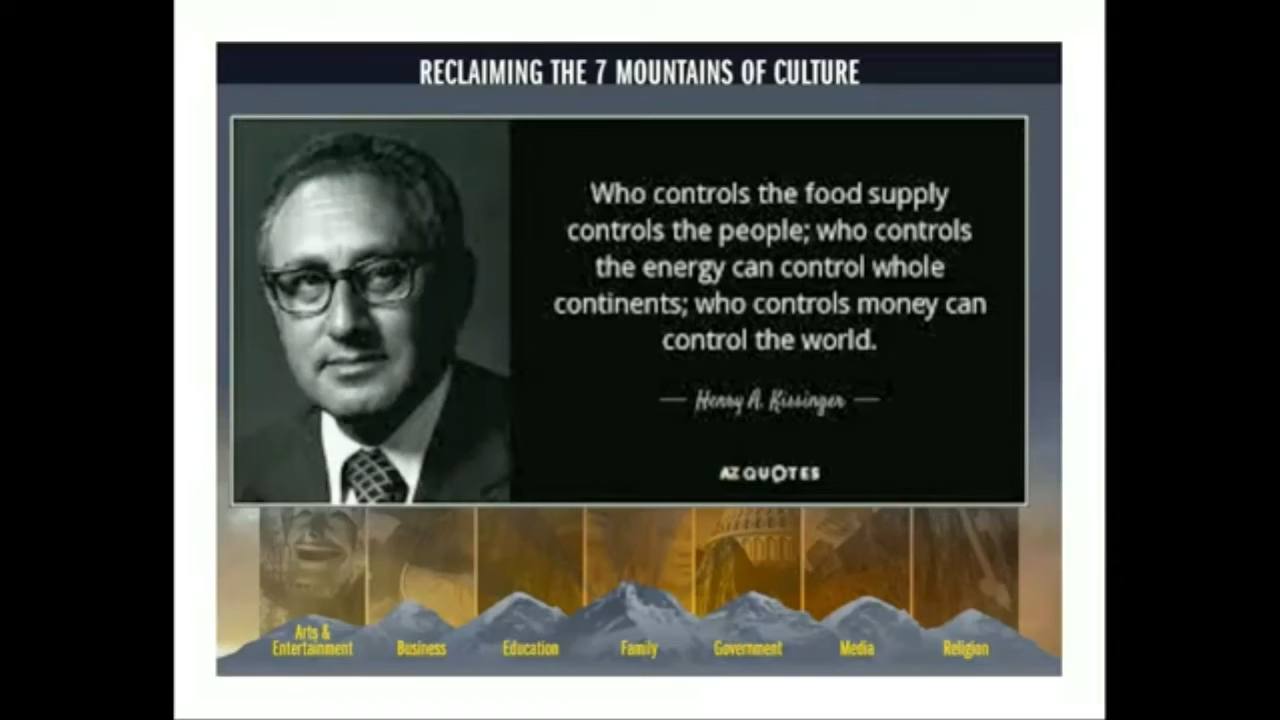 RECLAIMING THE 7 MOUNTAINS OF CULTURE
Who controls the food supply
controls the people; who controls
the energy can control whole
continents; who controls money can
control the world.
— Henry A. Kissinger —
AZ QUOTES
Arts &
Entertainment
Business
Education
Family
Government
Media
Religion